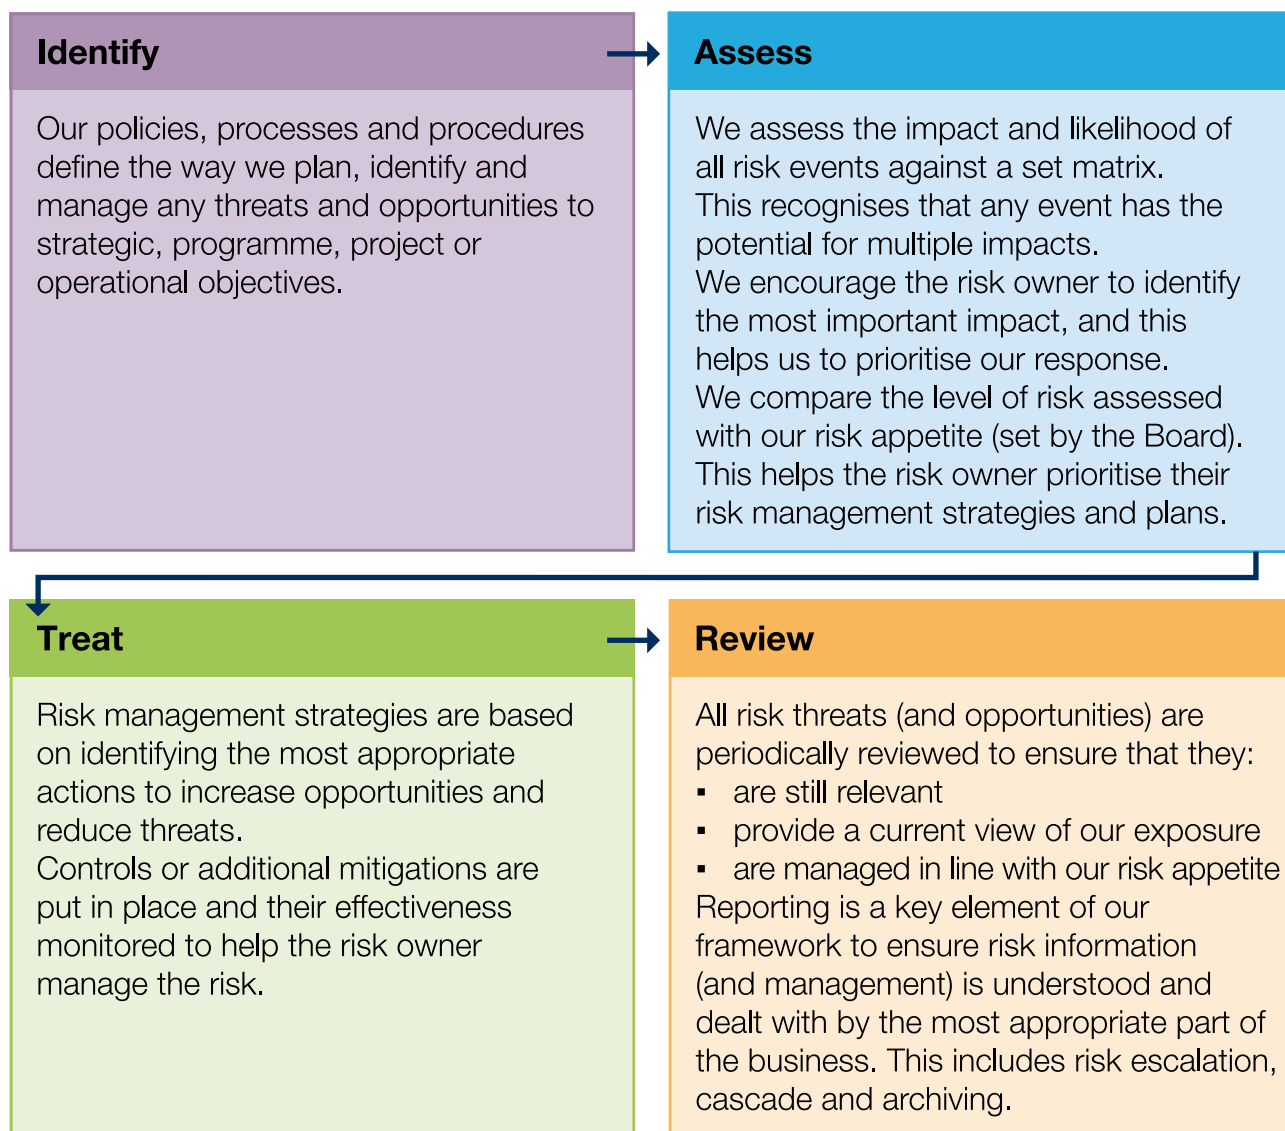 Identify
Our policies, processes and procedures
define the way we plan, identify and
manage any threats and opportunities to
strategic, programme, project or
operational objectives.
Assess
We assess the impact and likelihood of
all risk events against a set matrix.
This recognises that any event has the
potential for multiple impacts.
We encourage the risk owner to identify
the most important impact, and this
helps us to prioritise our response.
We compare the level of risk assessed
with our risk appetite (set by the Board).
This helps the risk owner prioritise their
risk management strategies and plans.
Treat
Risk management strategies are based
on identifying the most appropriate
actions to increase opportunities and
reduce threats.
Controls or additional mitigations are
put in place and their effectiveness
monitored to help the risk owner
manage the risk.
Review
All risk threats (and opportunities) are
periodically reviewed to ensure that they:
▪ are still relevant
▪ provide a current view of our exposure
▪ are managed in line with our risk appetite
Reporting is a key element of our
framework to ensure risk information
(and management) is understood and
dealt with by the most appropriate part of
the business. This includes risk escalation,
cascade and archiving.